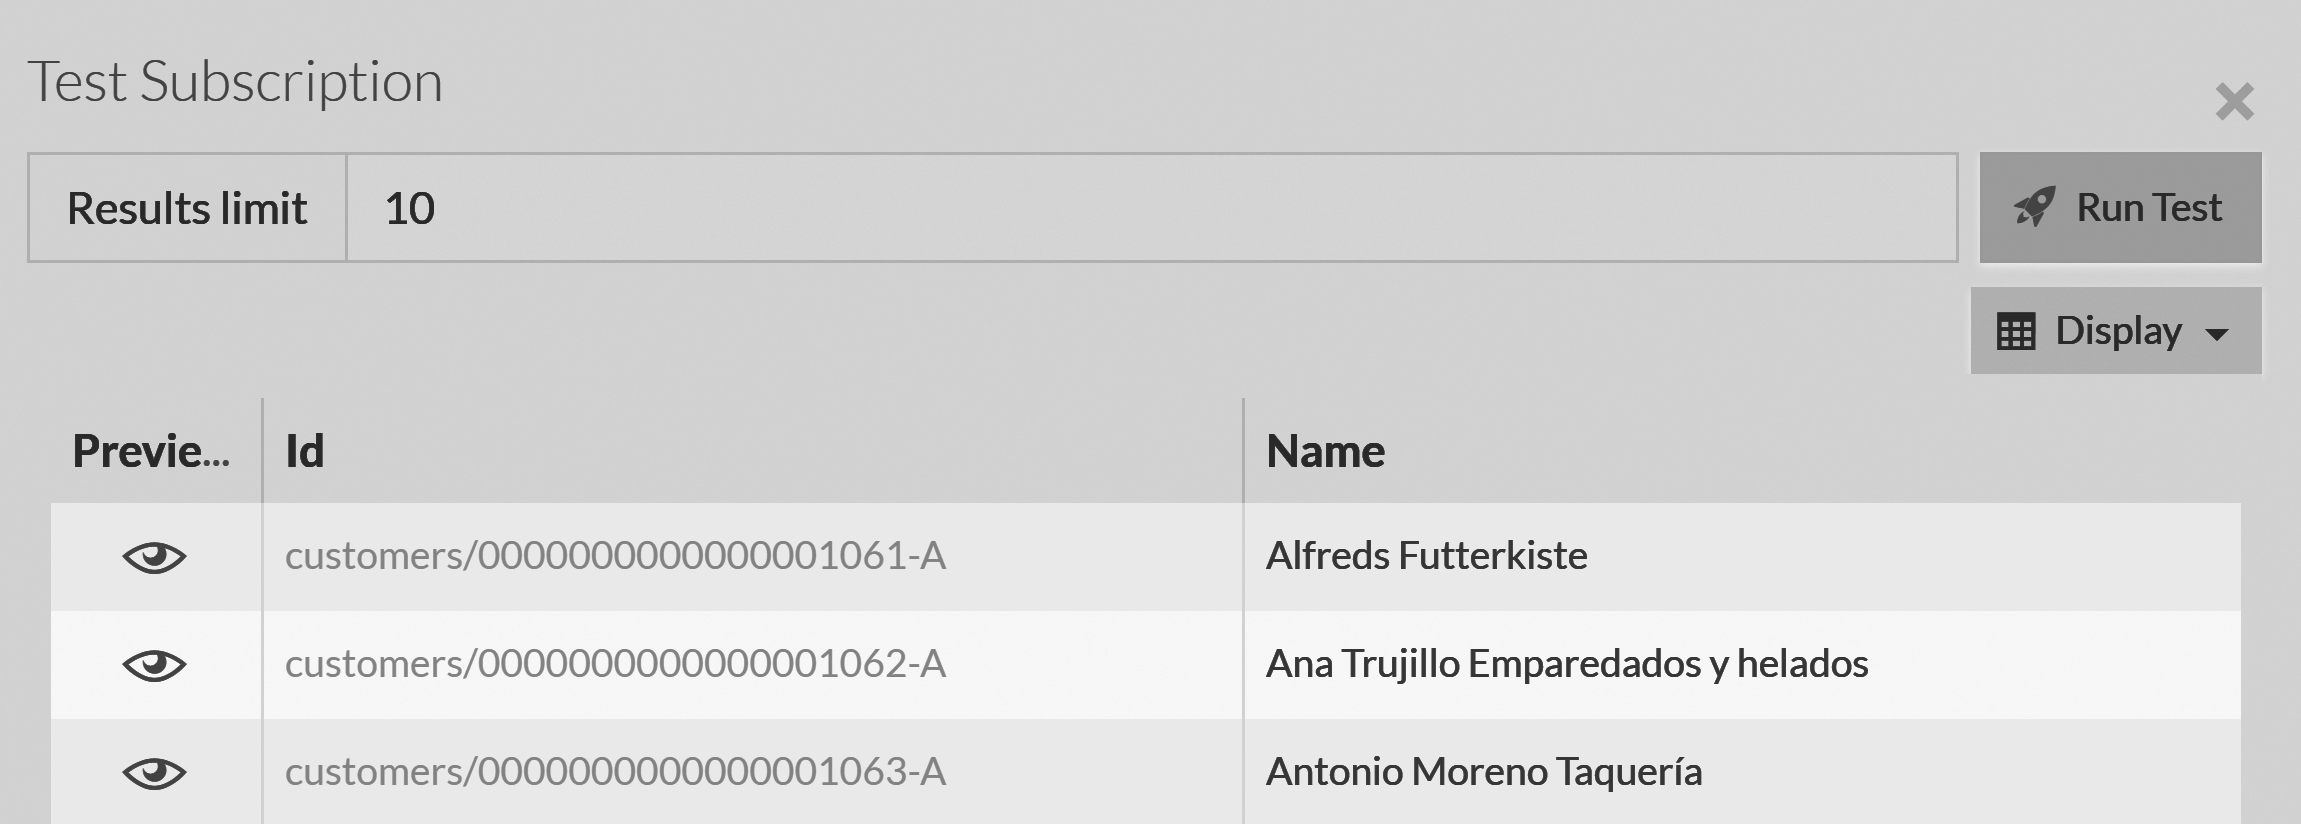 Test Subscription
Results limit 10 Run Test
Display
Previe... Id Name
customers/0000000000000001061-A Alfreds Futterkiste
customers/0000000000000001062-A Ana Trujillo Emparedados y helados
customers/0000000000000001063-A Antonio Moreno Taquería